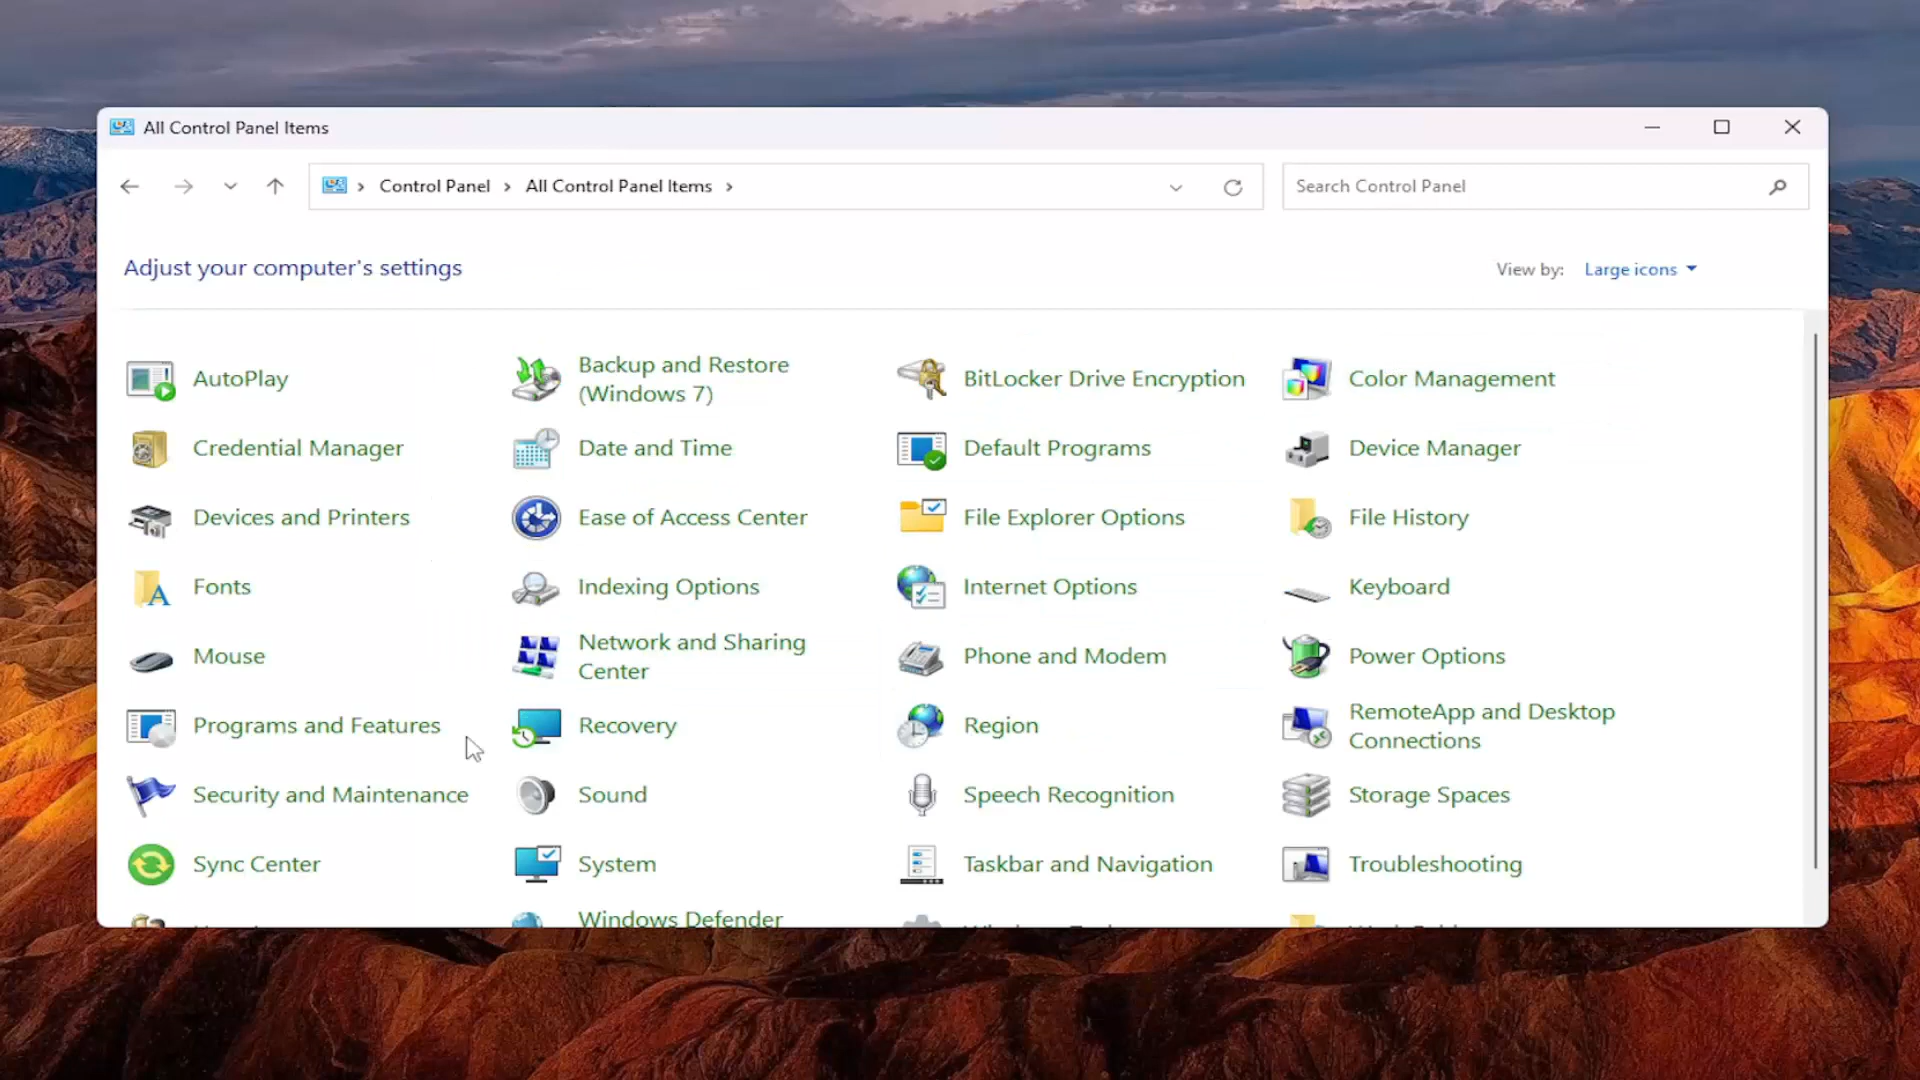 All Control Panel Items
Control Panel
All Control Panel Items
Search Control Panel
Adjust your computer's settings
View by:
Large icons
AutoPlay
Backup and Restore
(Windows 7)
BitLocker Drive Encryption
Color Management
Credential Manager
Date and Time
Default Programs
Device Manager
Devices and Printers
Ease of Access Center
File Explorer Options
File History
Fonts
Indexing Options
Internet Options
Keyboard
Mouse
Network and Sharing
Center
Phone and Modem
Power Options
Programs and Features
Recovery
Region
RemoteApp and Desktop
Connections
Security and Maintenance
Sound
Speech Recognition
Storage Spaces
Sync Center
System
Taskbar and Navigation
Troubleshooting
Windows Defender